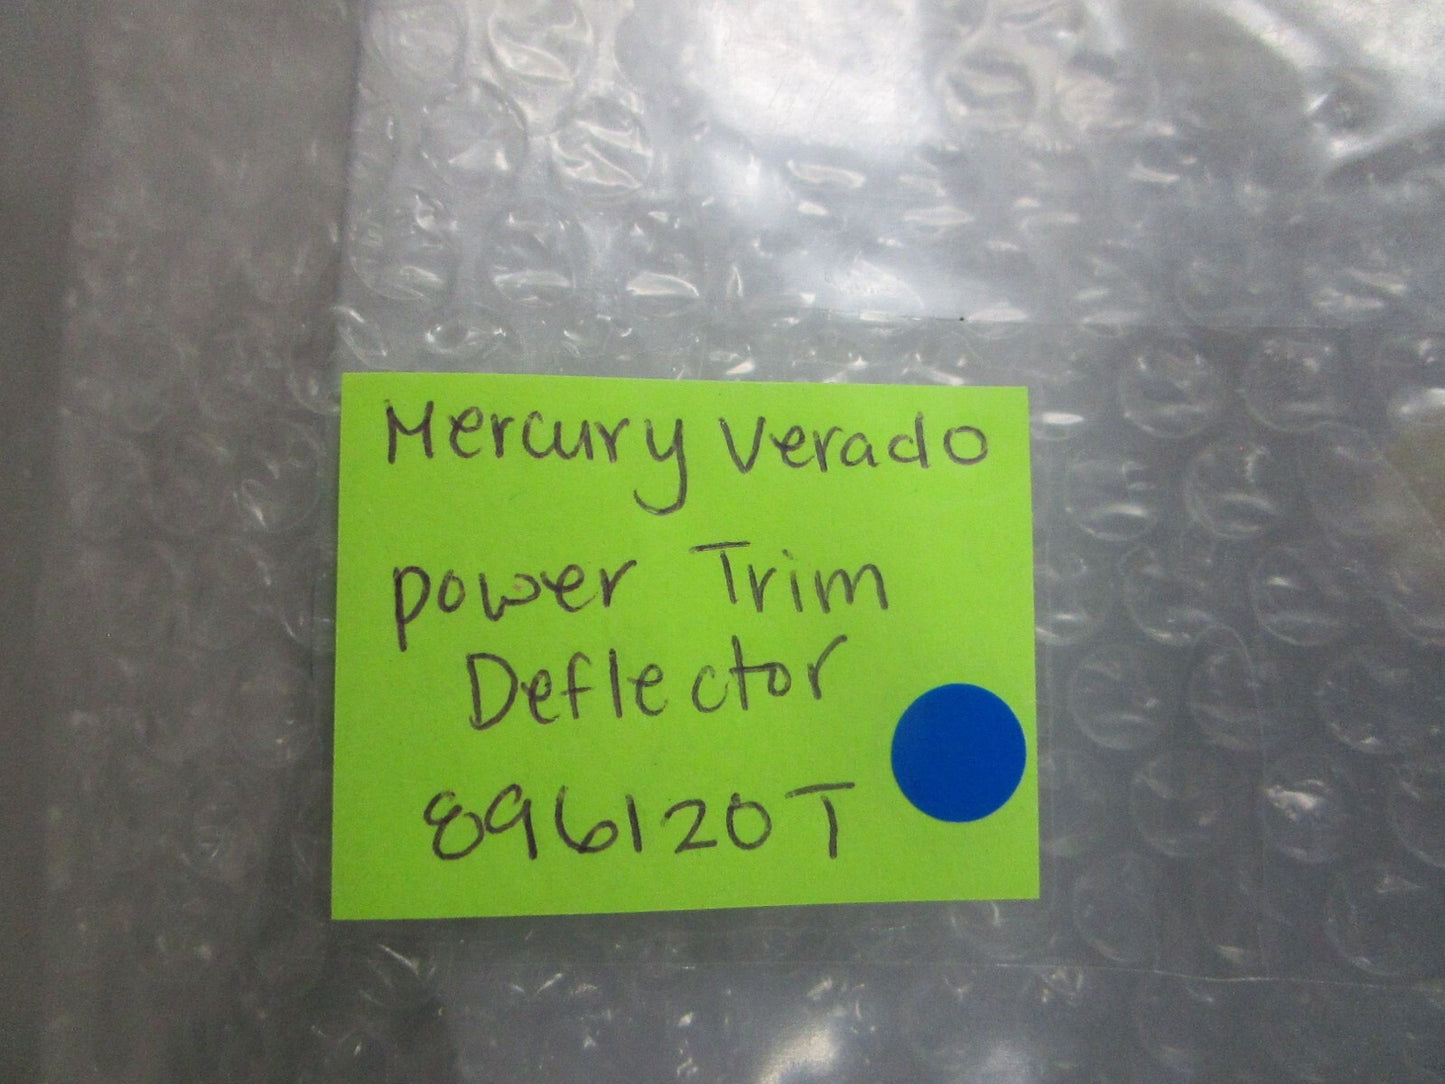 Mercury Verado
power Trim
Deflector
896120T